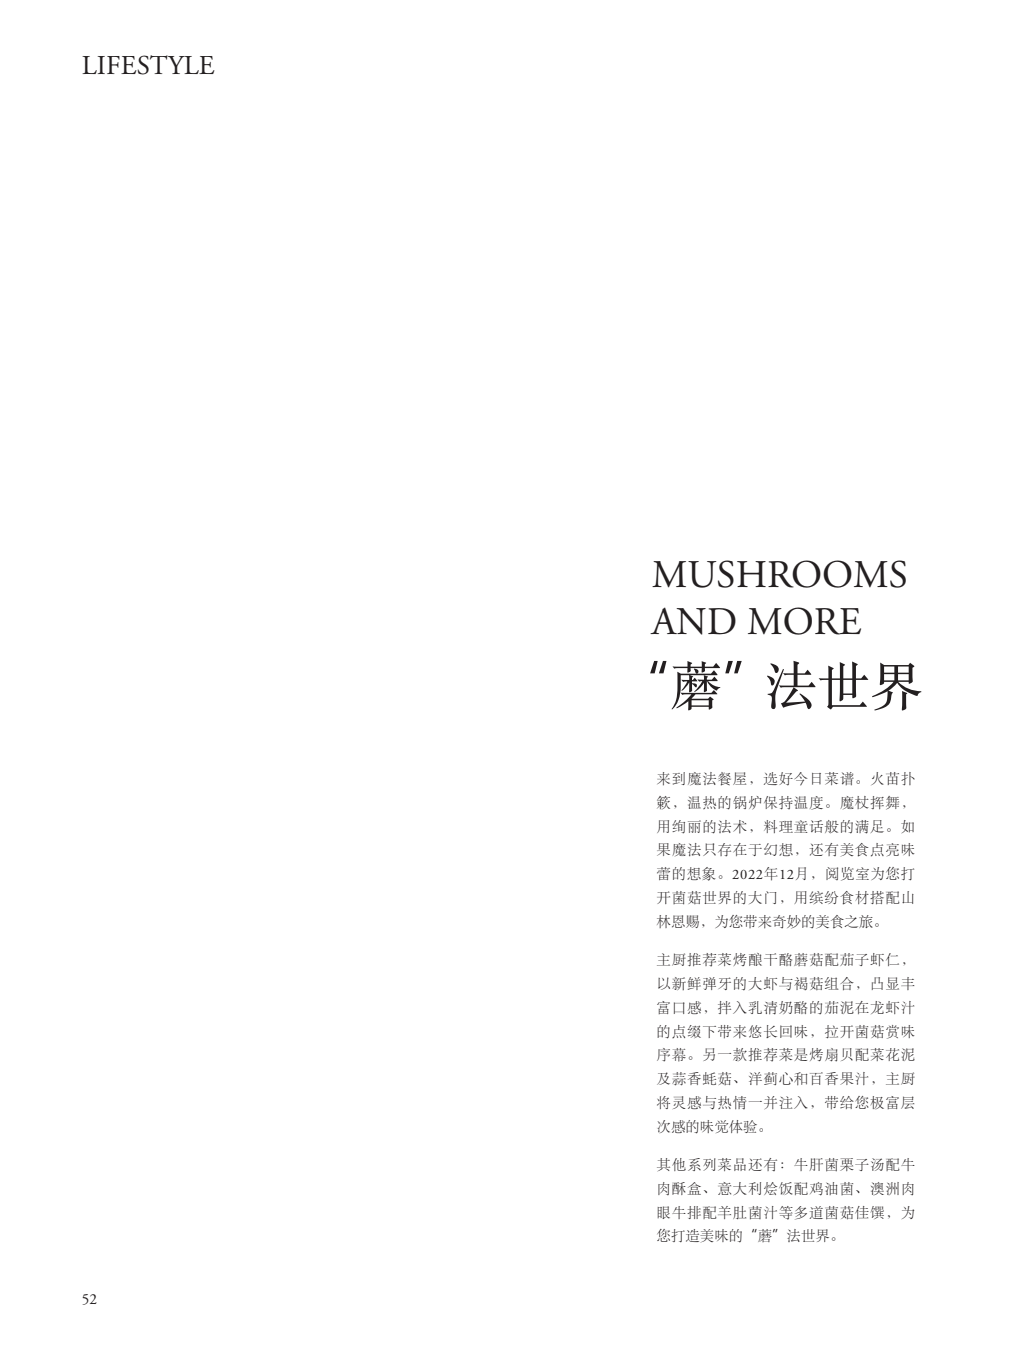 LIFESTYLE
MUSHROOMS
AND MORE
“蘑”法世界
来到魔法餐屋，选好今日菜谱。火苗扑
簌，温热的锅炉保持温度。魔杖挥舞，
用绚丽的法术，料理童话般的满足。如
果魔法只存在于幻想，还有美食点亮味
蕾的想象。2022年12月，阅览室为您打
开菌菇世界的大门，用缤纷食材搭配山
林恩赐，为您带来奇妙的美食之旅。
主厨推荐菜烤酿干酪蘑菇配茄子虾仁，
以新鲜弹牙的大虾与褐菇组合，凸显丰
富口感，拌入乳清奶酪的茄泥在龙虾汁
的点缀下带来悠长回味，拉开菌菇赏味
序幕。另一款推荐菜是烤扇贝配菜花泥
及蒜香蚝菇、洋蓟心和百香果汁，主厨
将灵感与热情一并注入，带给您极富层
次感的味觉体验。
其他系列菜品还有：牛肝菌栗子汤配牛
肉酥盒、意大利烩饭配鸡油菌、澳洲肉
眼牛排配羊肚菌汁等多道菌菇佳馔，为
您打造美味的“蘑”法世界。
52